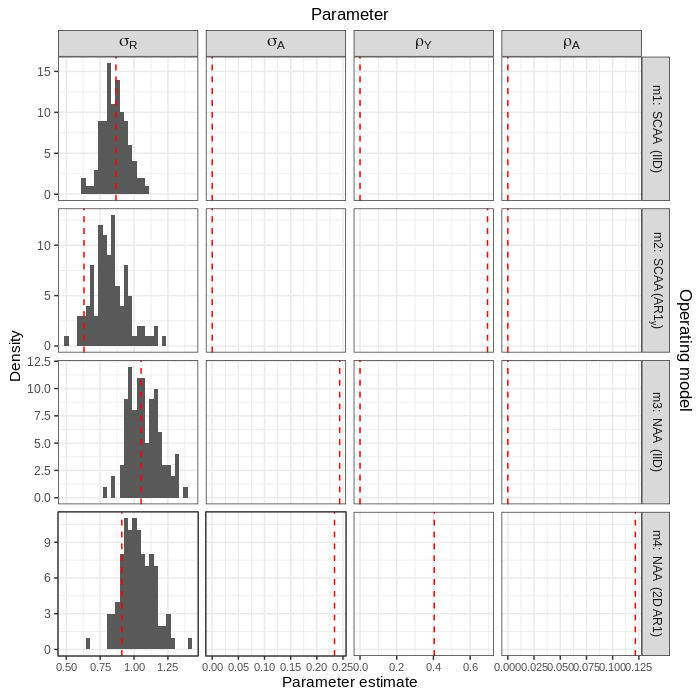 Parameter
σR σA ρY ρA
15
10
5
0
m1: SCAA (IID)
10
5
0
m2: SCAA (AR1y)
12.5
10.0
7.5
5.0
2.5
0.0
m3: NAA (IID)
9
6
3
0
m4: NAA (2D AR1)
Density
Operating model
0.50 0.75 1.00 1.25 0.00 0.05 0.10 0.15 0.20 0.25 0.0 0.2 0.4 0.6 0.000 0.025 0.050 0.075 0.100 0.125
Parameter estimate